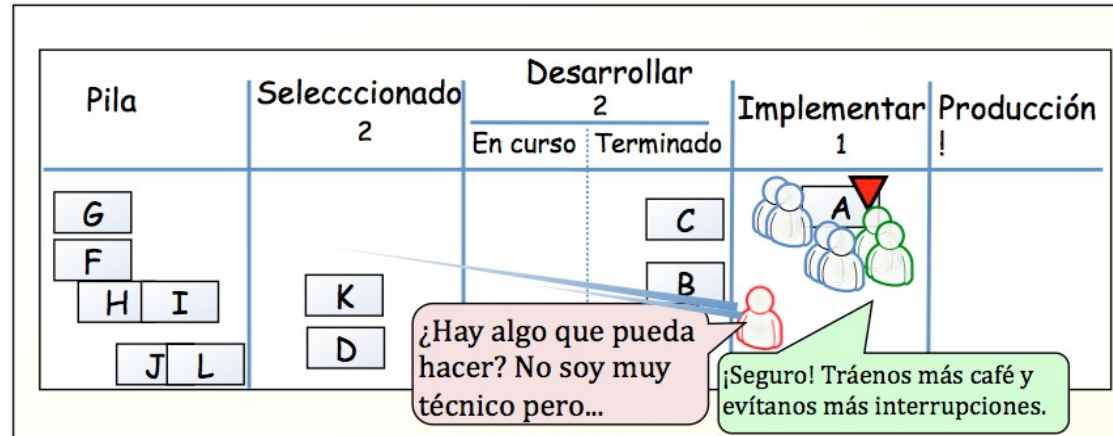 Pila
Selecccionado
2
Desarrollar
2
En curso
Terminado
Implementar
1
Producción
!
G
F
H
I
J
L
K
D
C
B
A
¿Hay algo que pueda
hacer? No soy muy
técnico pero...
¡Seguro! Tráenos más café y
evítanos más interrupciones.